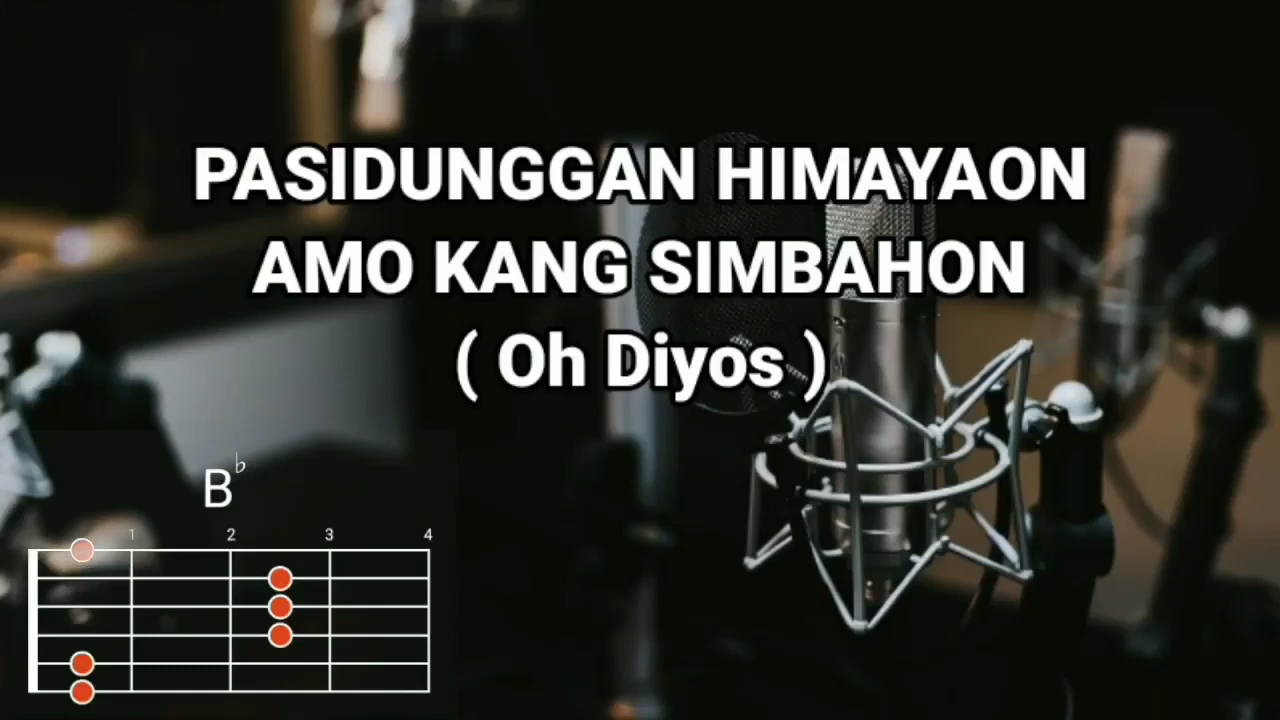 PASIDUNGGAN HIMAYAON
AMO KANG SIMBAHON
( Oh Diyos )
B♭
1 2 3 4